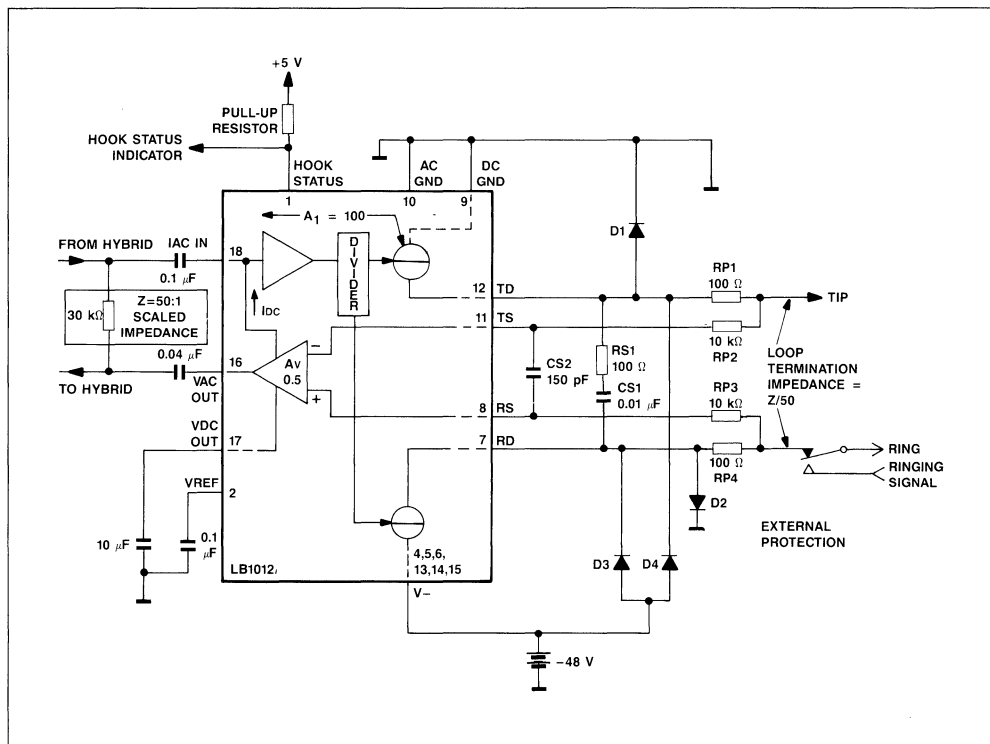 +5 V
PULL-UP
RESISTOR
HOOK STATUS
INDICATOR
HOOK
STATUS
1
AC
GND
10
DC
GND
9
A1 = 100
FROM HYBRID
IAC IN
18
0.1 μF
30 kΩ
Z=50:1
SCALED
IMPEDANCE
0.04 μF
TO HYBRID
16
VAC
OUT
VDC
OUT
17
VREF
2
10 μF
0.1
μF
IDC
DIVIDER
AV
0.5
−
+
LB1012
4,5,6,
13,14,15
V−
−48 V
12 TD
11 TS
8 RS
7 RD
CS2
150 pF
RS1
100 Ω
CS1
0.01 μF
D1
D2
D3
D4
RP1
100 Ω
TIP
10 kΩ
RP2
LOOP
TERMINATION
IMPEDANCE =
Z/50
RP3
10 kΩ
100 Ω
RP4
RING
RINGING
SIGNAL
EXTERNAL
PROTECTION